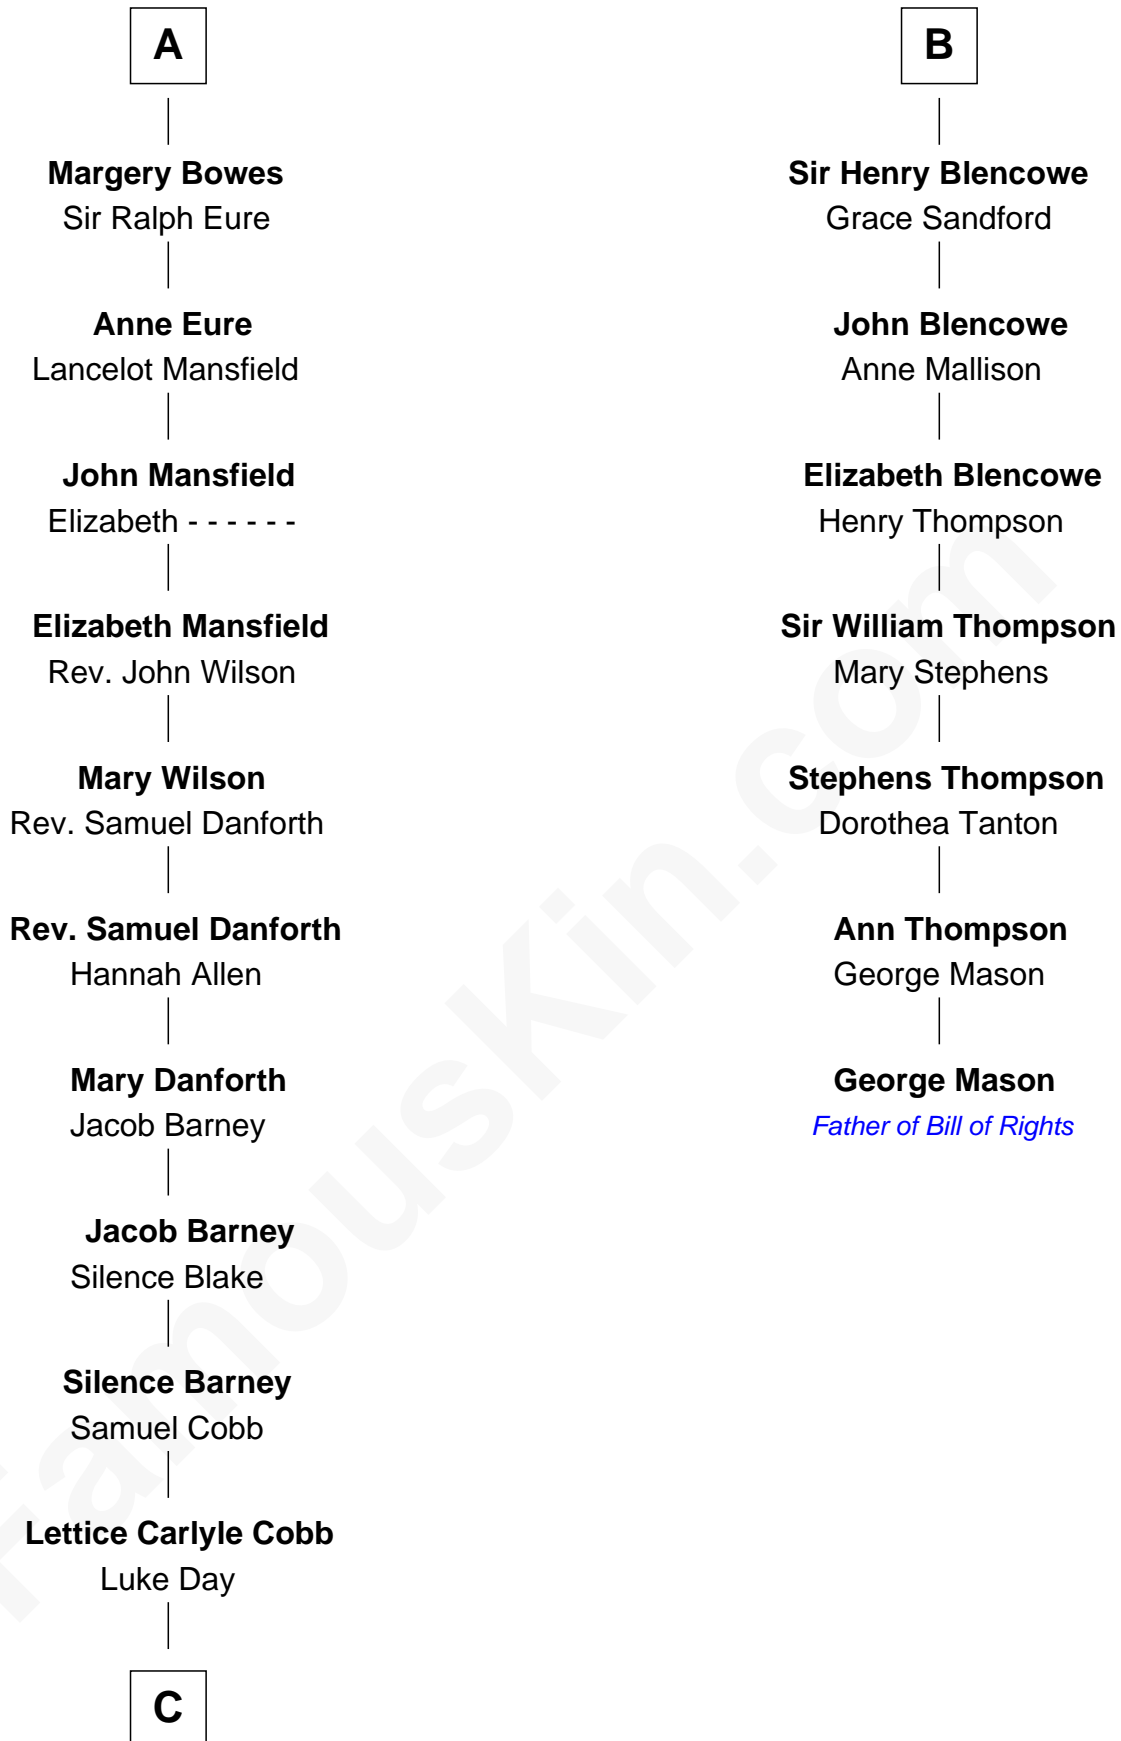 A
Margery Bowes
Sir Ralph Eure
Anne Eure
Lancelot Mansfield
John Mansfield
Elizabeth - - - - - -
Elizabeth Mansfield
Rev. John Wilson
Mary Wilson
Rev. Samuel Danforth
Rev. Samuel Danforth
Hannah Allen
Mary Danforth
Jacob Barney
Jacob Barney
Silence Blake
Silence Barney
Samuel Cobb
Lettice Carlyle Cobb
Luke Day
C
B
Sir Henry Blencowe
Grace Sandford
John Blencowe
Anne Mallison
Elizabeth Blencowe
Henry Thompson
Sir William Thompson
Mary Stephens
Stephens Thompson
Dorothea Tanton
Ann Thompson
George Mason
George Mason
Father of Bill of Rights
FamousKin.com